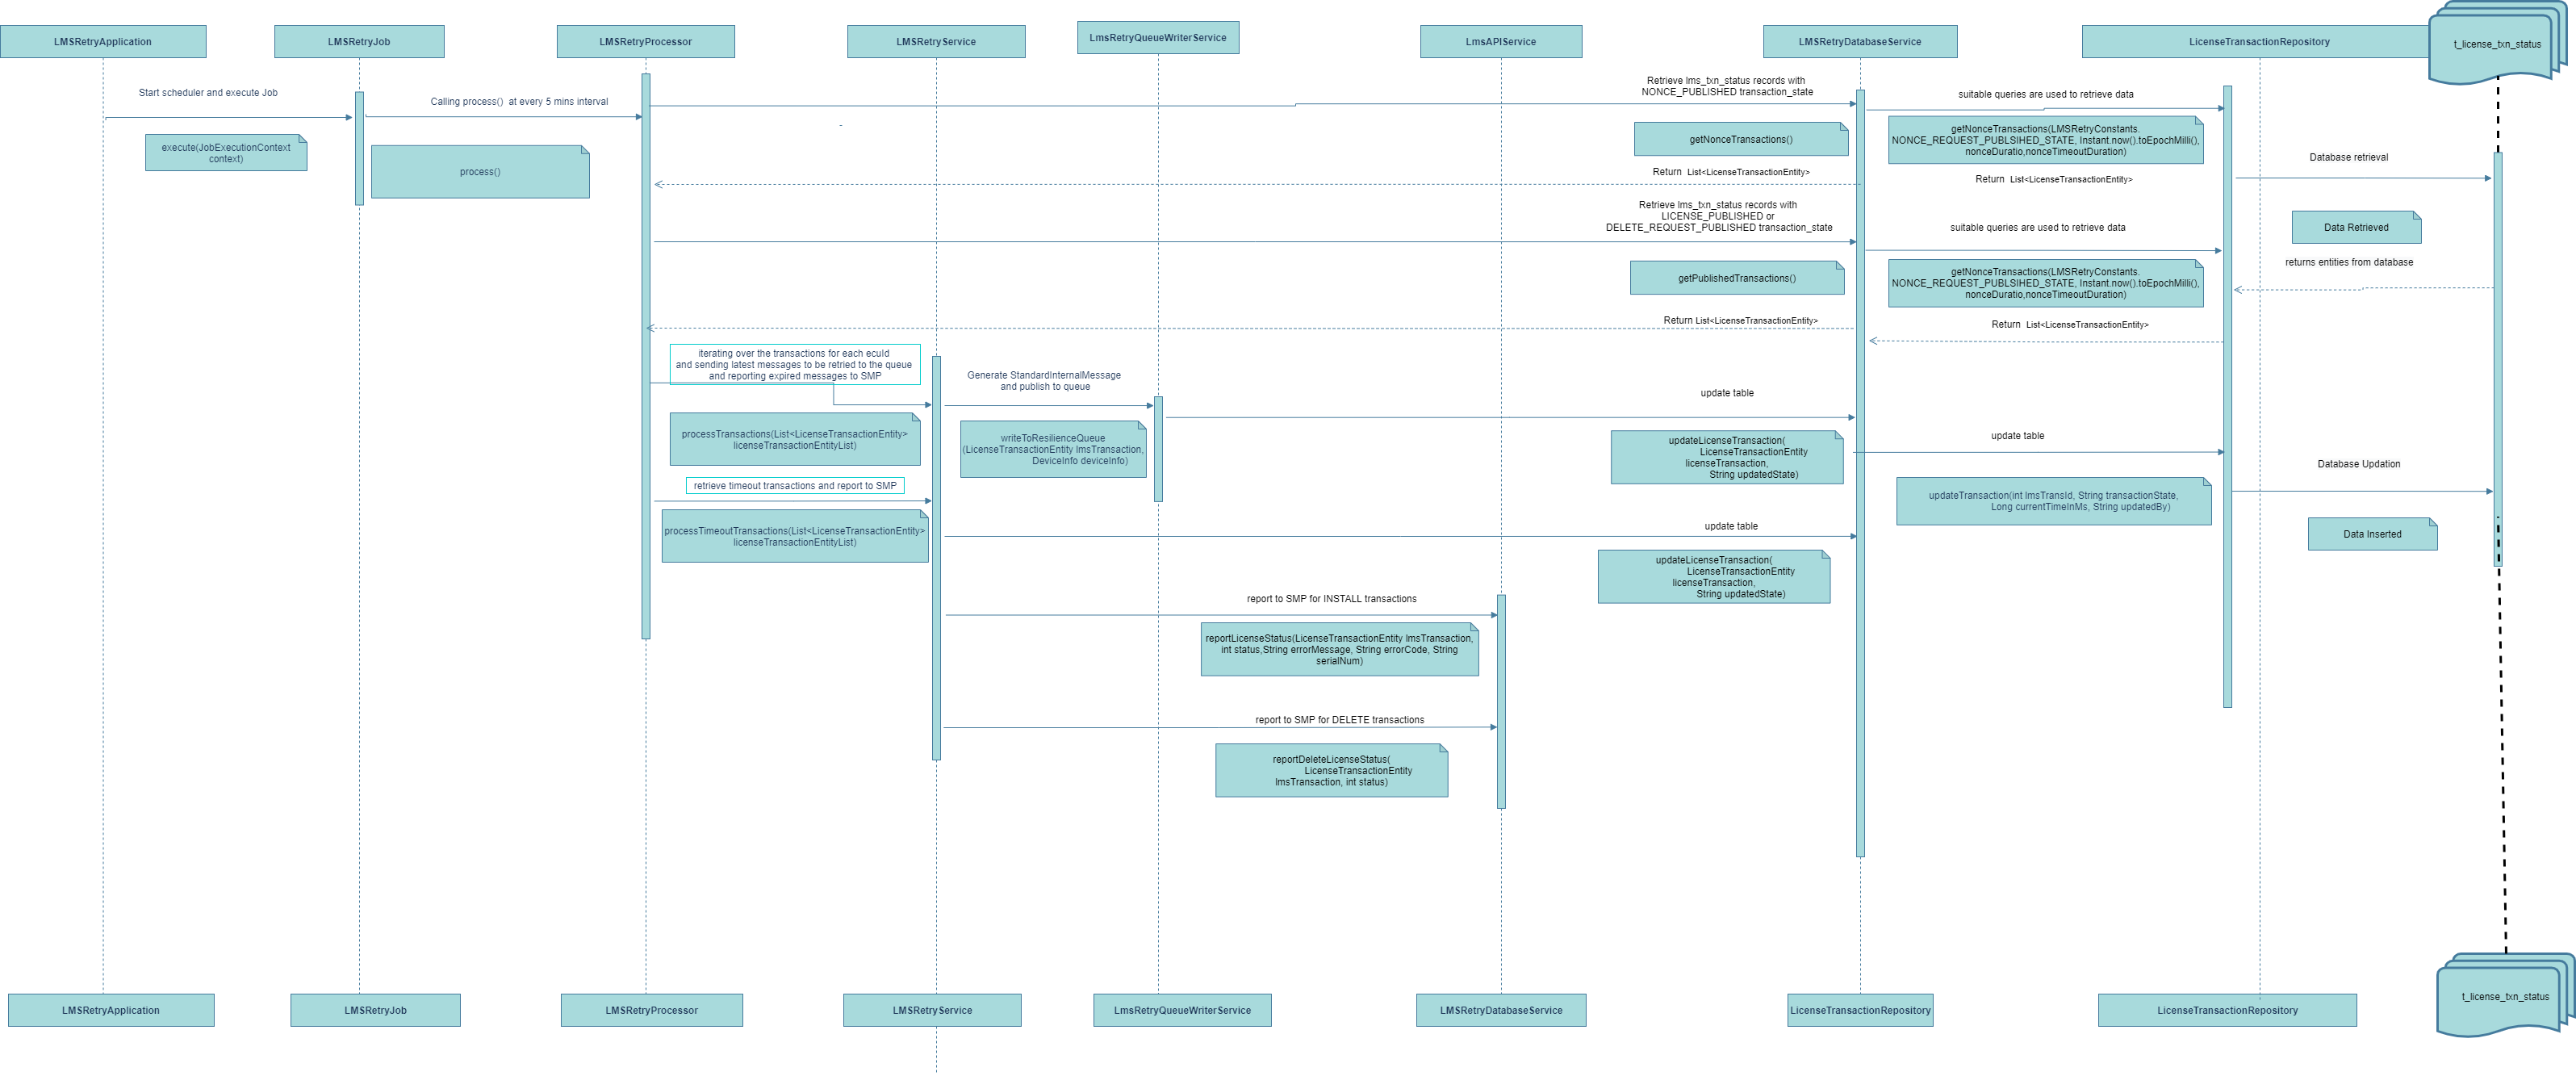 LMSRetryApplication
LMSRetryJob
LMSRetryProcessor
LMSRetryService
LmsRetryQueueWriterService
LmsAPIService
LMSRetryDatabaseService
LicenseTransactionRepository
t_license_txn_status
Start scheduler and execute Job
execute(JobExecutionContext
context)
Calling process()  at every 5 mins interval
process()
-
Retrieve lms_txn_status records with
NONCE_PUBLISHED transaction_state
getNonceTransactions()
suitable queries are used to retrieve data
getNonceTransactions(LMSRetryConstants.
NONCE_REQUEST_PUBLSIHED_STATE, Instant.now().toEpochMilli(),
nonceDuratio,nonceTimeoutDuration)
Database retrieval
Return  List<LicenseTransactionEntity>
Return  List<LicenseTransactionEntity>
Retrieve lms_txn_status records with
LICENSE_PUBLISHED or
DELETE_REQUEST_PUBLISHED transaction_state
suitable queries are used to retrieve data
Data Retrieved
getPublishedTransactions()
getNonceTransactions(LMSRetryConstants.
NONCE_REQUEST_PUBLSIHED_STATE, Instant.now().toEpochMilli(),
nonceDuratio,nonceTimeoutDuration)
returns entities from database
Return List<LicenseTransactionEntity>
Return  List<LicenseTransactionEntity>
iterating over the transactions for each ecuId
and sending latest messages to be retried to the queue
and reporting expired messages to SMP
Generate StandardInternalMessage
and publish to queue
update table
processTransactions(List<LicenseTransactionEntity>
licenseTransactionEntityList)
writeToResilienceQueue
(LicenseTransactionEntity lmsTransaction,
DeviceInfo deviceInfo)
updateLicenseTransaction(
LicenseTransactionEntity
licenseTransaction,
String updatedState)
update table
Database Updation
retrieve timeout transactions and report to SMP
updateTransaction(int lmsTransId, String transactionState,
Long currentTimeInMs, String updatedBy)
processTimeoutTransactions(List<LicenseTransactionEntity>
licenseTransactionEntityList)
update table
Data Inserted
updateLicenseTransaction(
LicenseTransactionEntity
licenseTransaction,
String updatedState)
report to SMP for INSTALL transactions
reportLicenseStatus(LicenseTransactionEntity lmsTransaction,
int status,String errorMessage, String errorCode, String
serialNum)
report to SMP for DELETE transactions
reportDeleteLicenseStatus(
LicenseTransactionEntity
lmsTransaction, int status)
LMSRetryApplication
LMSRetryJob
LMSRetryProcessor
LMSRetryService
LmsRetryQueueWriterService
LMSRetryDatabaseService
LicenseTransactionRepository
LicenseTransactionRepository
t_license_txn_status